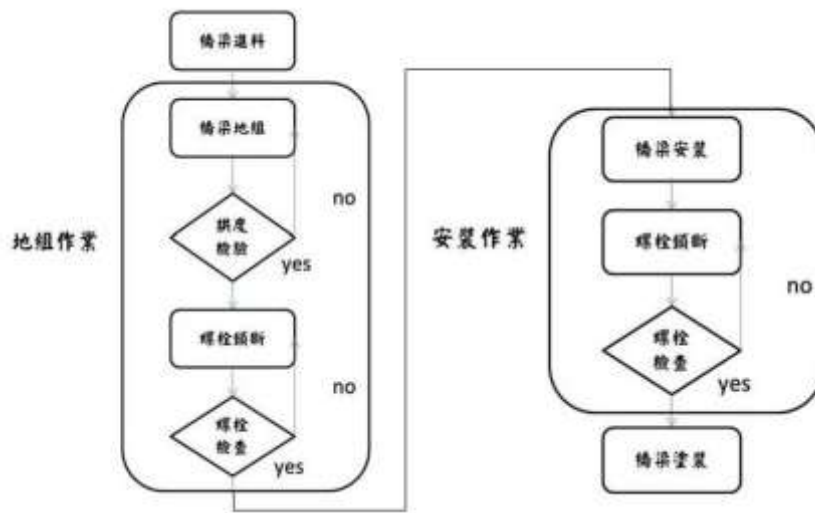 橋梁進料
橋梁地組
no
拱度
檢驗
地組作業
yes
螺栓鎖斷
no
螺栓
檢查
yes
橋梁安裝
安裝作業
螺栓鎖斷
no
螺栓
檢查
yes
橋梁塗裝